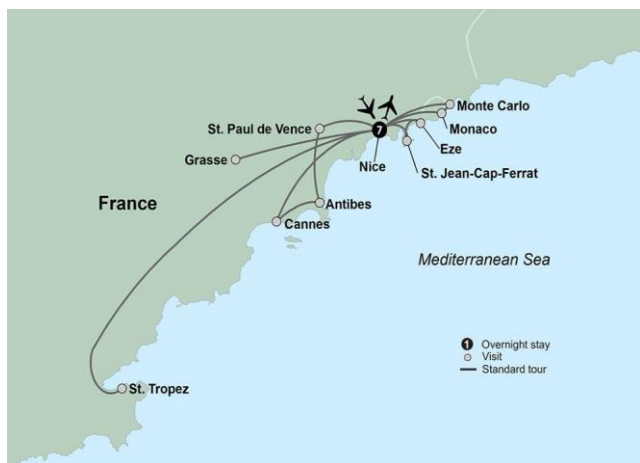 Monte Carlo
St. Paul de Vence
7
Monaco
Grasse
Eze
Nice
St. Jean-Cap-Ferrat
France
Antibes
Cannes
Mediterranean Sea
1 Overnight stay
Visit
Standard tour
St. Tropez